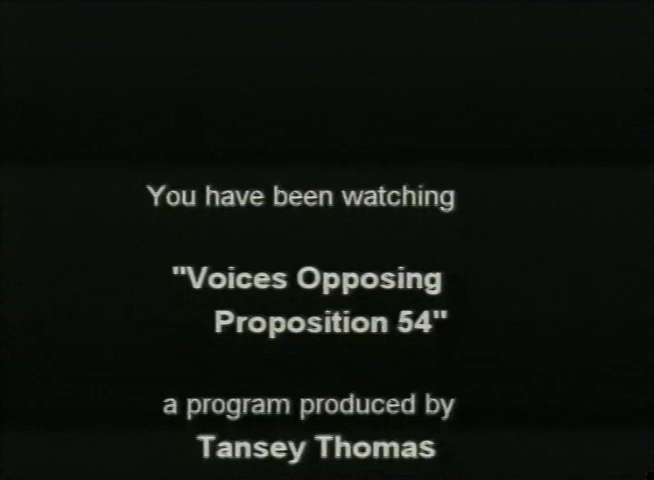 You have been watching
"Voices Opposing
Proposition 54"
a program produced by
Tansey Thomas